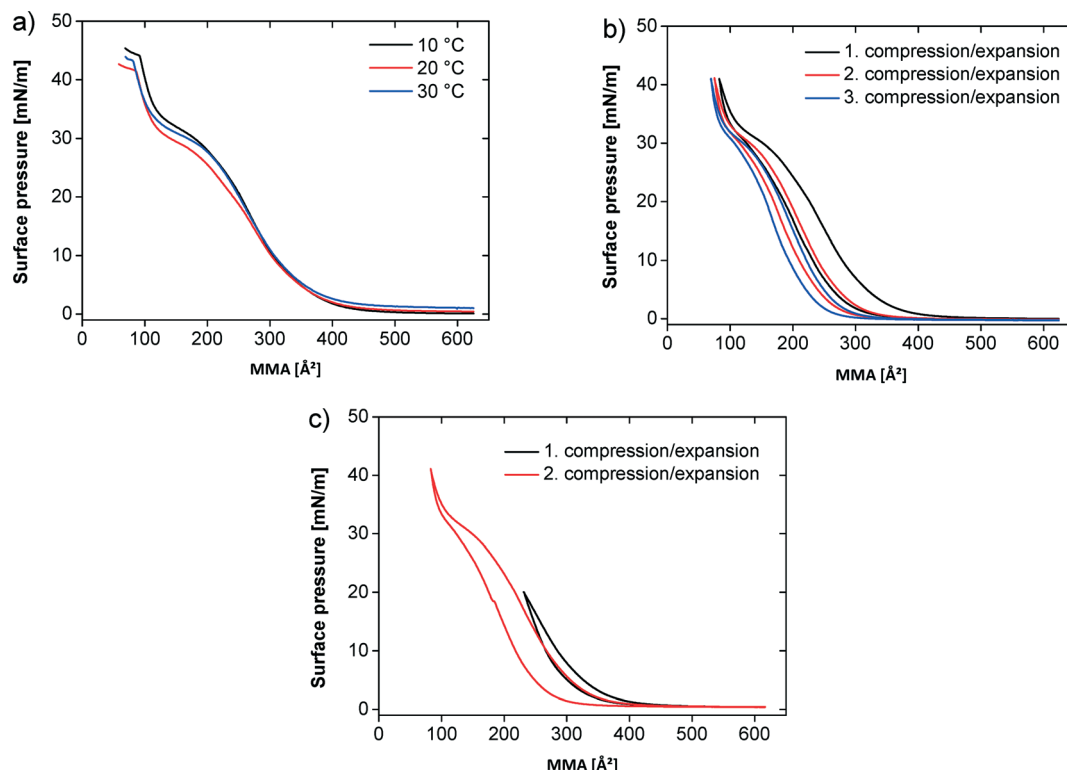 a)
50
40
30
20
10
0
Surface pressure [mN/m]
10 °C
20 °C
30 °C
0 100 200 300 400 500 600
MMA [Å²]
b)
50
40
30
20
10
0
Surface pressure [mN/m]
1. compression/expansion
2. compression/expansion
3. compression/expansion
0 100 200 300 400 500 600
MMA [Å²]
c)
50
40
30
20
10
0
Surface pressure [mN/m]
1. compression/expansion
2. compression/expansion
0 100 200 300 400 500 600
MMA [Å²]